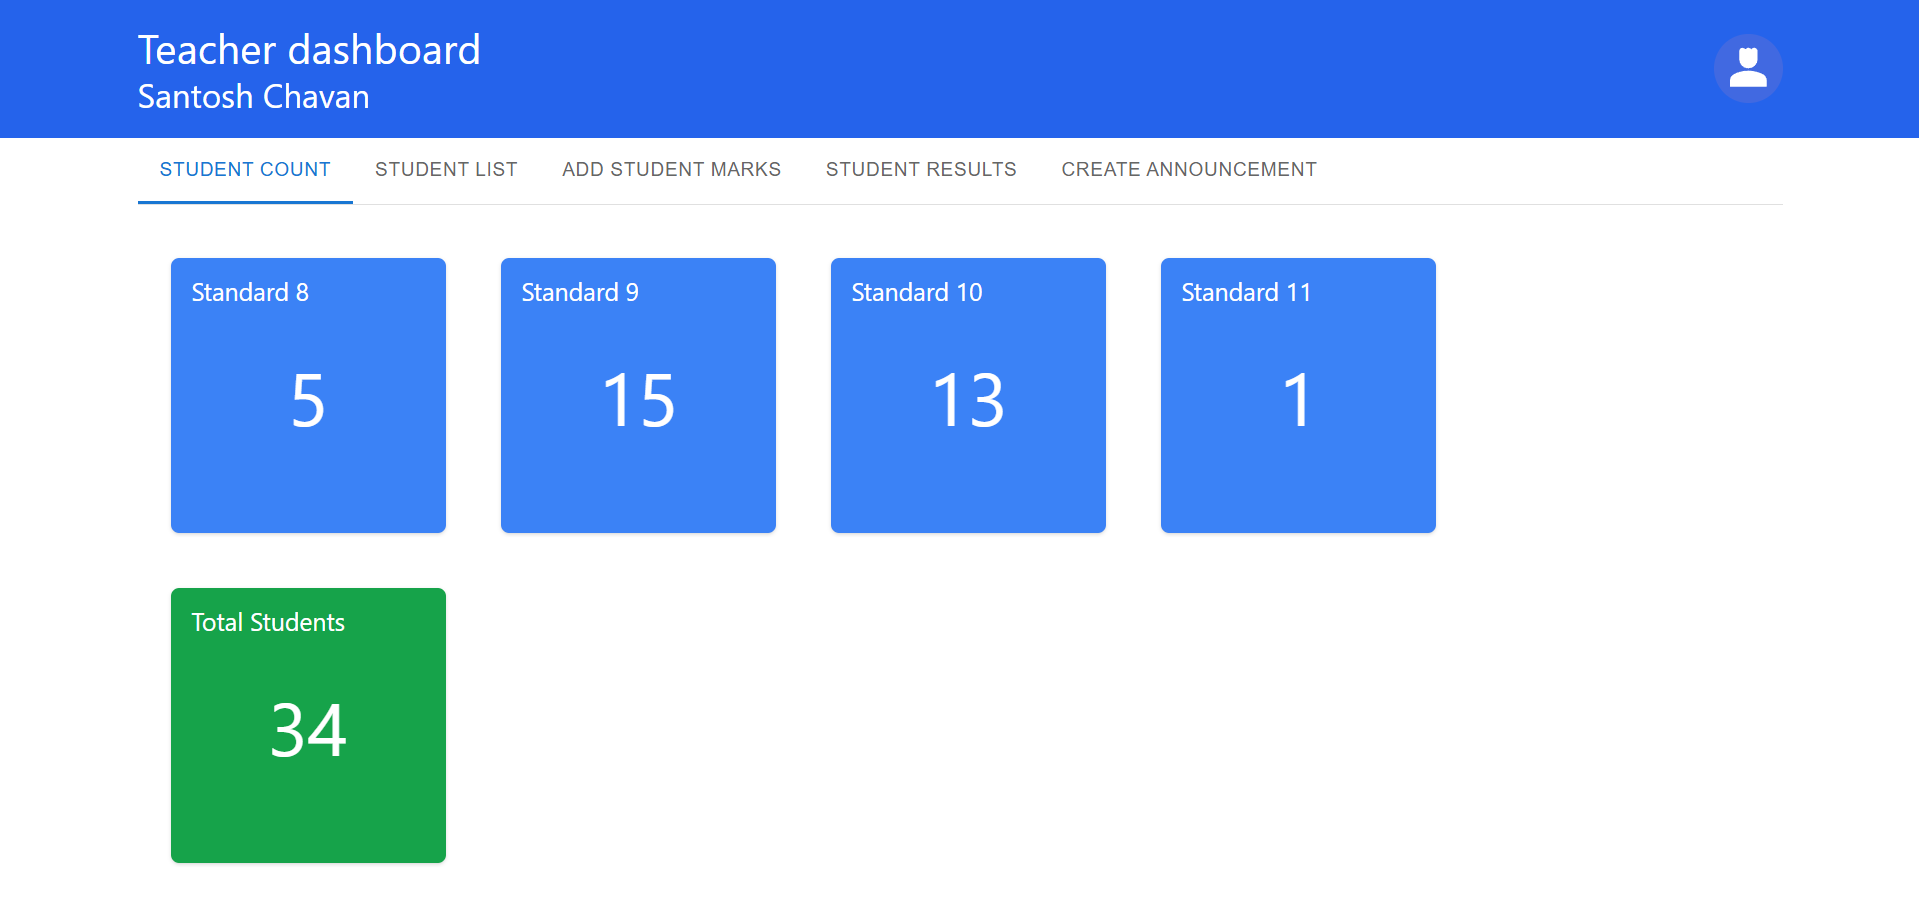 Teacher dashboard
Santosh Chavan
STUDENT COUNT STUDENT LIST ADD STUDENT MARKS STUDENT RESULTS CREATE ANNOUNCEMENT
Standard 8
5
Standard 9
15
Standard 10
13
Standard 11
1
Total Students
34